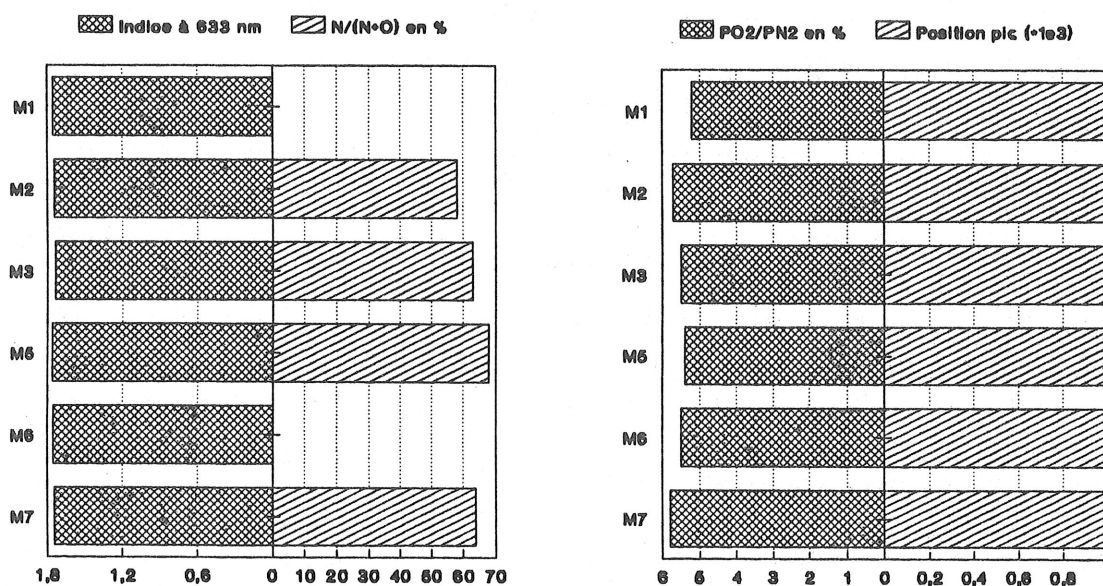 Indice à 633 nm N/(N+O) en %
M1
M2
M3
M5
M6
M7
1,8 1,2 0,6 0 10 20 30 40 50 60 70
PO2/PN2 en % Position pic (*1e3)
M1
M2
M3
M5
M6
M7
6 5 4 3 2 1 0 0,2 0,4 0,6 0,8